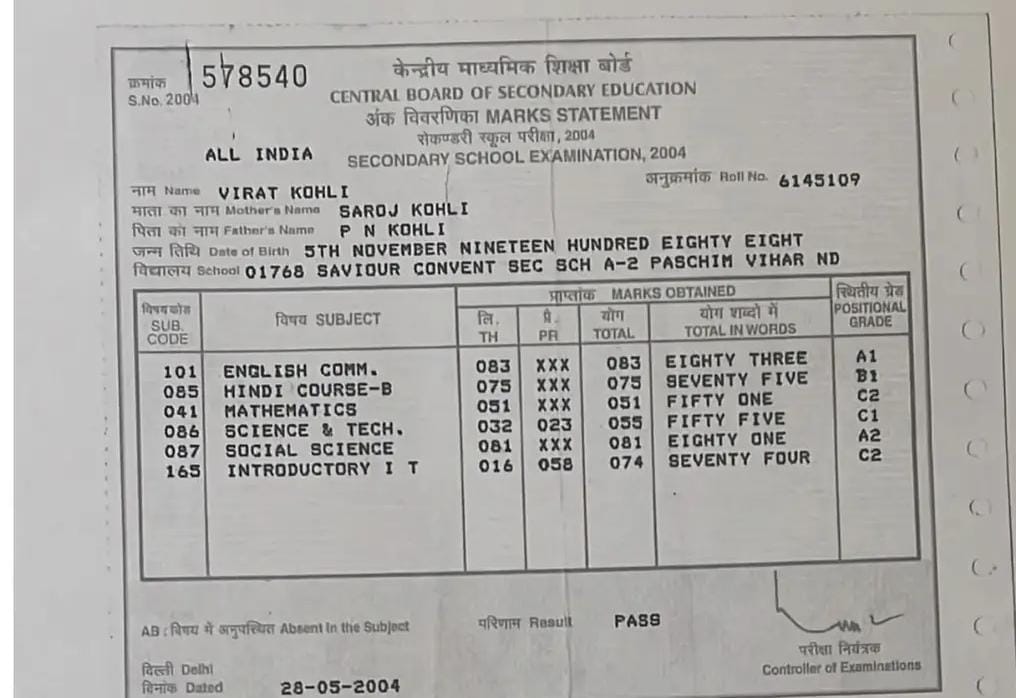 क्रमांक 578540
S.No. 2004
केन्द्रीय माध्यमिक शिक्षा बोर्ड
CENTRAL BOARD OF SECONDARY EDUCATION
अंक विवरणिका MARKS STATEMENT
सेकण्डरी स्कूल परीक्षा, 2004
ALL INDIA SECONDARY SCHOOL EXAMINATION, 2004
अनुक्रमांक Roll No. 6145109
नाम Name VIRAT KOHLI
माता का नाम Mother's Name SAROJ KOHLI
पिता का नाम Father's Name P N KOHLI
जन्म तिथि Date of Birth 5TH NOVEMBER NINETEEN HUNDRED EIGHTY EIGHT
विद्यालय School 01768 SAVIOUR CONVENT SEC SCH A-2 PASCHIM VIHAR ND
विषय कोड SUB. CODE विषय SUBJECT प्राप्तांक MARKS OBTAINED स्थितीय ग्रेड POSITIONAL GRADE
लि. TH प्रै. PR योग TOTAL योग शब्दों में TOTAL IN WORDS
101 ENGLISH COMM. 083 XXX 083 EIGHTY THREE A1
085 HINDI COURSE-B 075 XXX 075 SEVENTY FIVE B1
041 MATHEMATICS 051 XXX 051 FIFTY ONE C2
086 SCIENCE & TECH. 032 023 055 FIFTY FIVE C1
087 SOCIAL SCIENCE 081 XXX 081 EIGHTY ONE A2
165 INTRODUCTORY I T 016 058 074 SEVENTY FOUR C2
AB : विषय में अनुपस्थित Absent in the Subject परिणाम Result PASS
परीक्षा नियंत्रक
Controller of Examinations
दिल्ली Delhi
दिनांक Dated 28-05-2004